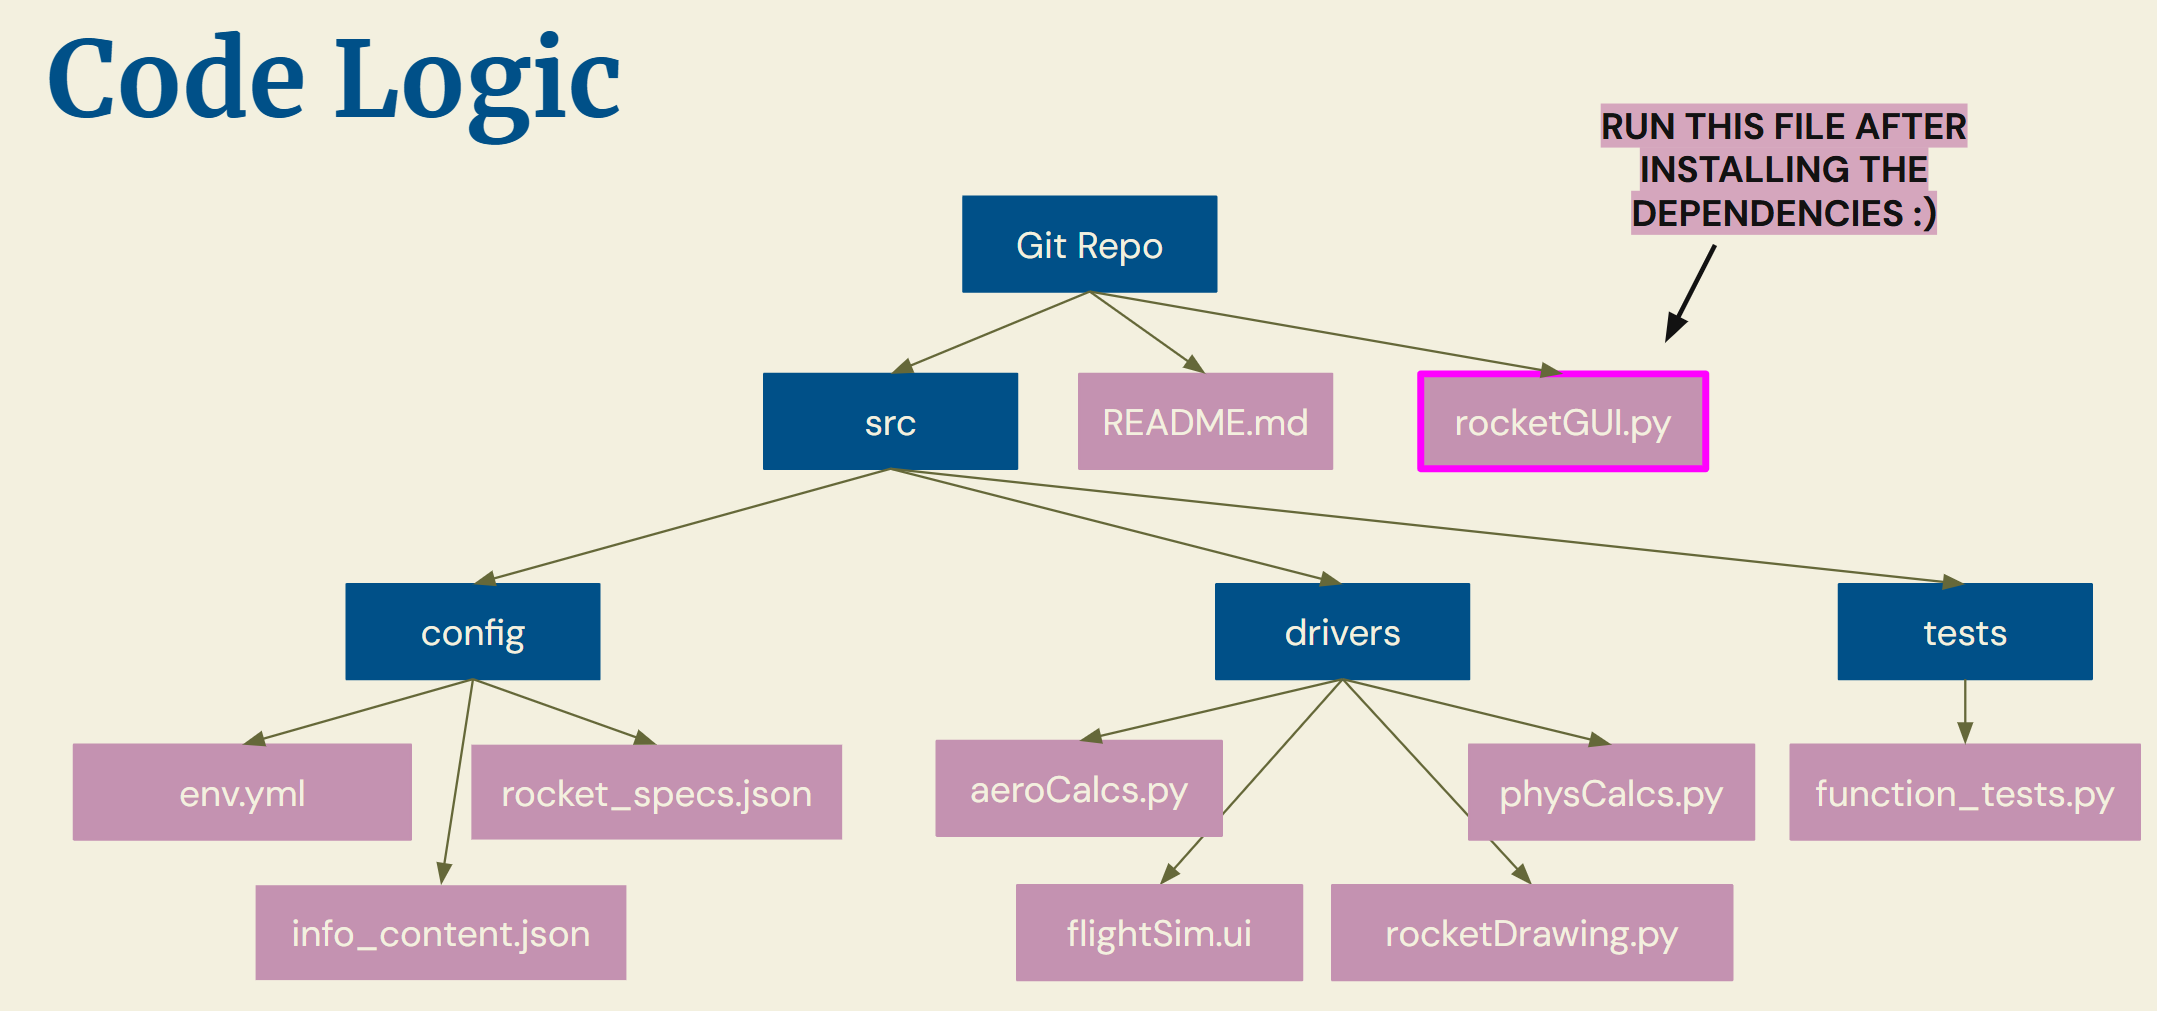 Code Logic
RUN THIS FILE AFTER
INSTALLING THE
DEPENDENCIES :)
Git Repo
src
README.md
rocketGUI.py
config
drivers
tests
env.yml
rocket_specs.json
aeroCalcs.py
physCalcs.py
function_tests.py
info_content.json
flightSim.ui
rocketDrawing.py